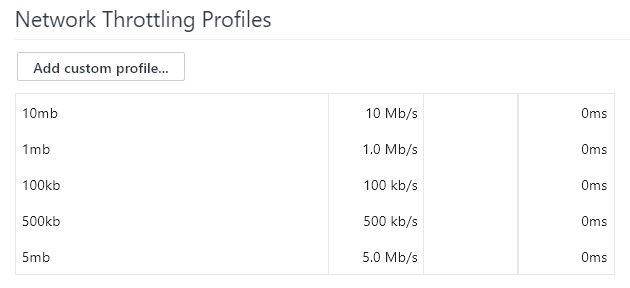 Network Throttling Profiles
Add custom profile...
10mb 10 Mb/s 0ms
1mb 1.0 Mb/s 0ms
100kb 100 kb/s 0ms
500kb 500 kb/s 0ms
5mb 5.0 Mb/s 0ms